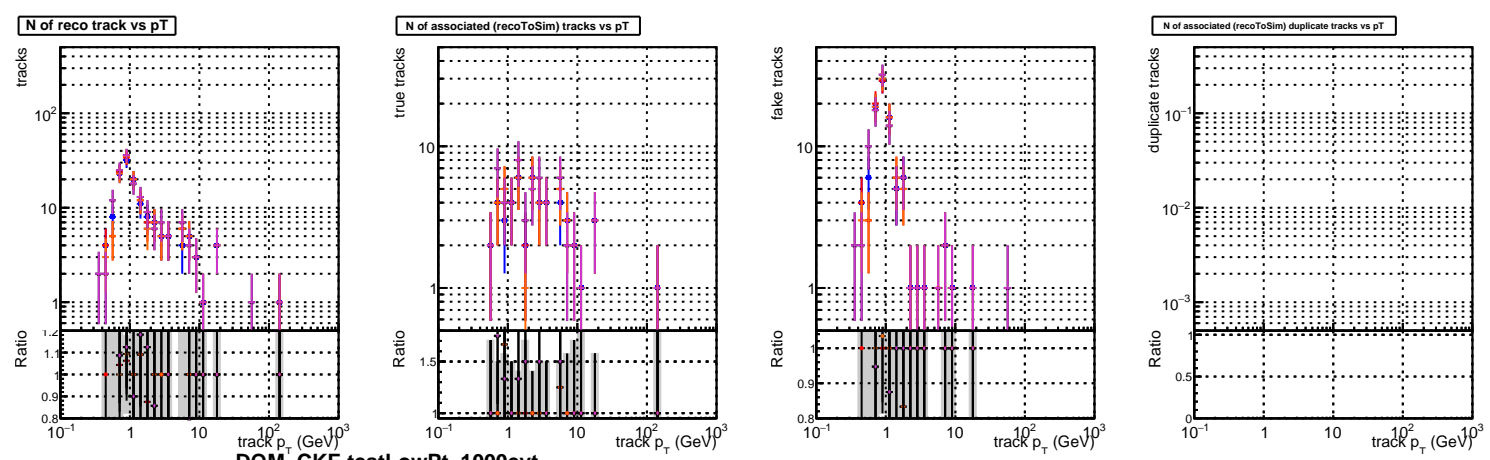 N of reco track vs pT
N of associated (recoToSim) tracks vs pT
N of associated (recoToSim) duplicate tracks vs pT
tracks
10²
10
1
Ratio
1.2
1.1
1
0.9
0.8
10⁻¹ 1 10 10² 10³
track p_T (GeV)
true tracks
10
1
Ratio
1.5
1
10⁻¹ 1 10 10² 10³
track p_T (GeV)
fake tracks
10
1
Ratio
1
0.9
0.8
10⁻¹ 1 10 10² 10³
track p_T (GeV)
duplicate tracks
10⁻¹
10⁻²
10⁻³
Ratio
1
0.5
0
10⁻¹ 1 10 10² 10³
track p_T (GeV)